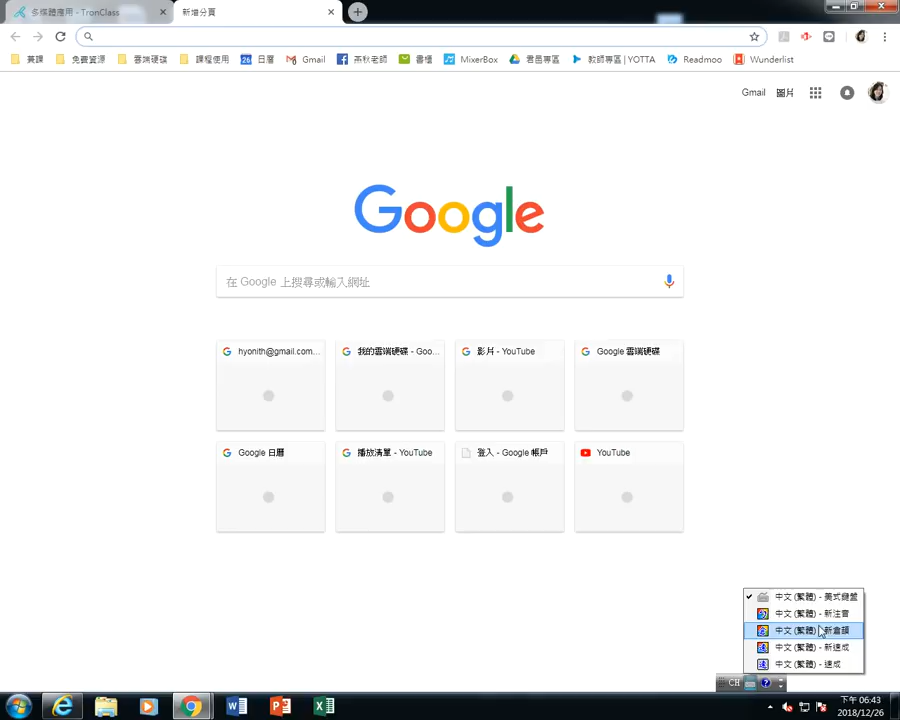 多媒體應用 - TronClass
新增分頁
黃課 免費資源 雲端硬碟 課程使用 26 日曆 Gmail 燕秋老師 書櫃 MixerBox 君邑專區 教師專區 | YOTTA Readmoo Wunderlist
Gmail 圖片
Google
在 Google 上搜尋或輸入網址
hyonith@gmail.com... 我的雲端硬碟 - Goo... 影片 - YouTube Google 雲端硬碟
Google 日曆 播放清單 - YouTube 登入 - Google 帳戶 YouTube
中文 (繁體) - 美式鍵盤
中文 (繁體) - 新注音
中文 (繁體) - 新倉頡
中文 (繁體) - 新速成
中文 (繁體) - 速成
CH
下午 06:43
2018/12/26